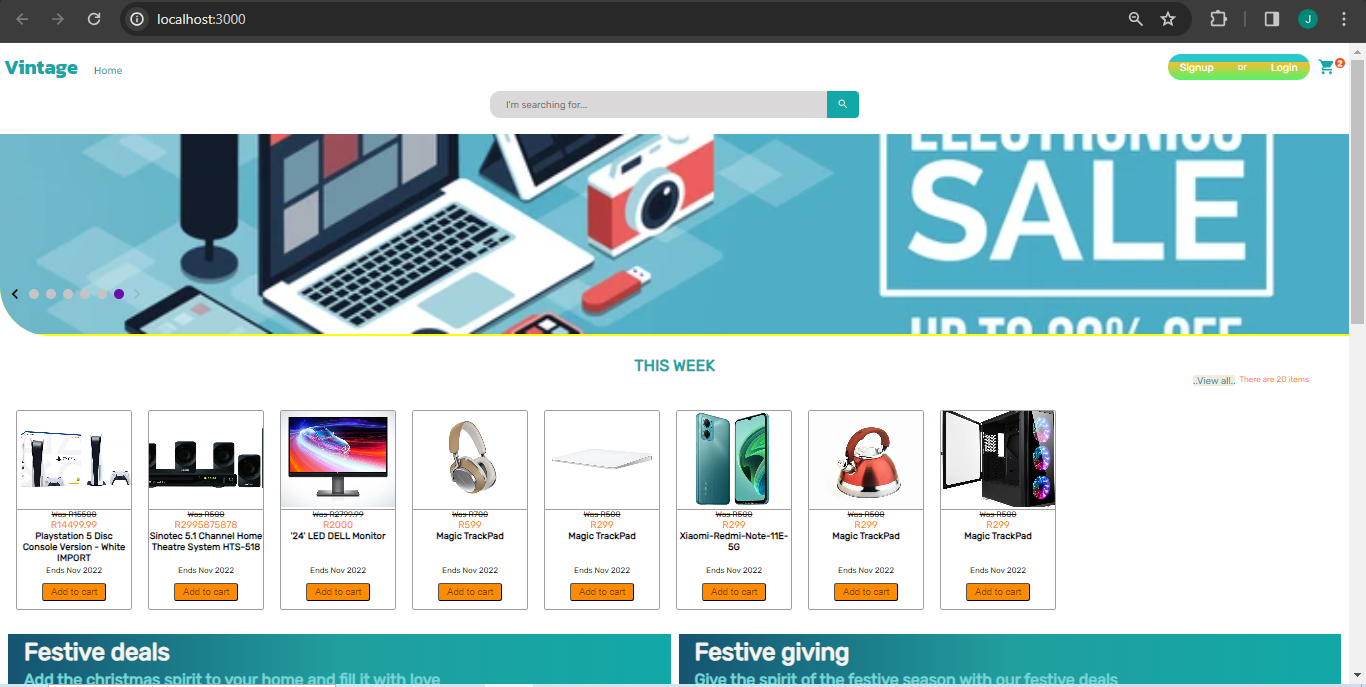 localhost:3000
J
Vintage
Home
Signup or Login
2
I'm searching for...
ELECTRONICS
SALE
UP TO 90% OFF
THIS WEEK
..View all..
There are 20 items
Was R15500
R14499.99
Playstation 5 Disc
Console Version - White
IMPORT
Ends Nov 2022
Add to cart
Was R500
R2995875878
Sinotec 5.1 Channel Home
Theatre System HTS-518
Ends Nov 2022
Add to cart
Was R2799.99
R2000
'24' LED DELL Monitor
Ends Nov 2022
Add to cart
Was R700
R599
Magic TrackPad
Ends Nov 2022
Add to cart
Was R500
R299
Magic TrackPad
Ends Nov 2022
Add to cart
Was R500
R299
Xiaomi-Redmi-Note-11E-
5G
Ends Nov 2022
Add to cart
Was R500
R299
Magic TrackPad
Ends Nov 2022
Add to cart
Was R500
R299
Magic TrackPad
Ends Nov 2022
Add to cart
Festive deals
Add the christmas spirit to your home and fill it with love
Festive giving
Give the spirit of the festive season with our festive deals